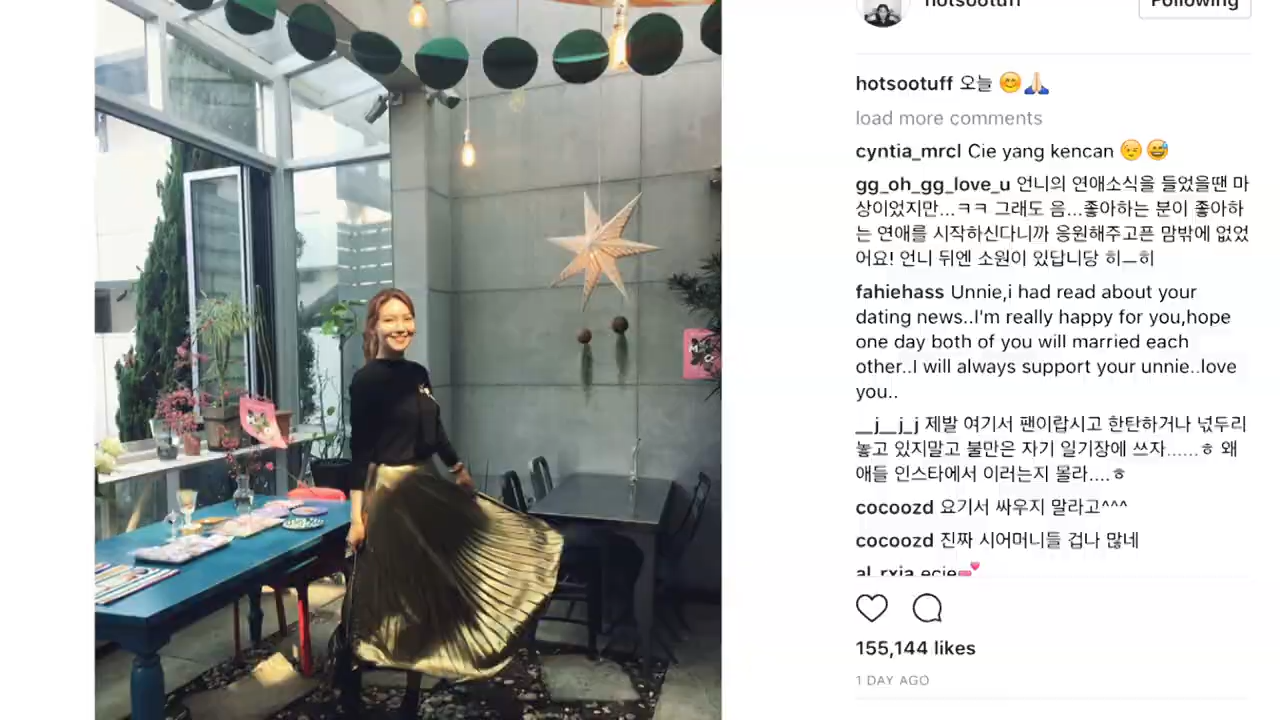 hotsootuff
Following
hotsootuff 오늘 😊🙏🏻
load more comments
cyntia_mrcl Cie yang kencan 😉😅
gg_oh_gg_love_u 언니의 연애소식을 들었을땐 마
상이었지만...ㅋㅋ 그래도 음...좋아하는 분이 좋아하
는 연애를 시작하신다니까 응원해주고픈 맘밖에 없었
어요! 언니 뒤엔 소원이 있답니당 히ㅡ히
fahiehass Unnie,i had read about your
dating news..I'm really happy for you,hope
one day both of you will married each
other..I will always support your unnie..love
you..
__j__j_j 제발 여기서 팬이랍시고 한탄하거나 넋두리
놓고 있지말고 불만은 자기 일기장에 쓰자......ㅎ 왜
애들 인스타에서 이러는지 몰라....ㅎ
cocoozd 요기서 싸우지 말라고^^^
cocoozd 진짜 시어머니들 겁나 많네
al_rxia ecie💕
155,144 likes
1 DAY AGO